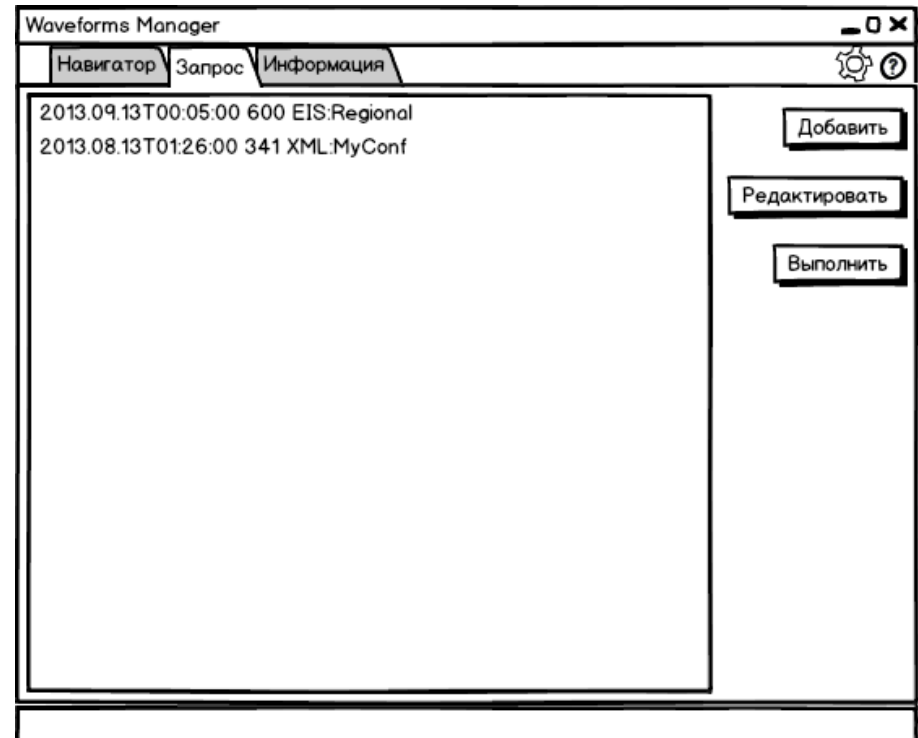 Waveforms Manager
Навигатор Запрос Информация
2013.09.13T00:05:00 600 EIS:Regional
2013.08.13T01:26:00 341 XML:MyConf
Добавить
Редактировать
Выполнить